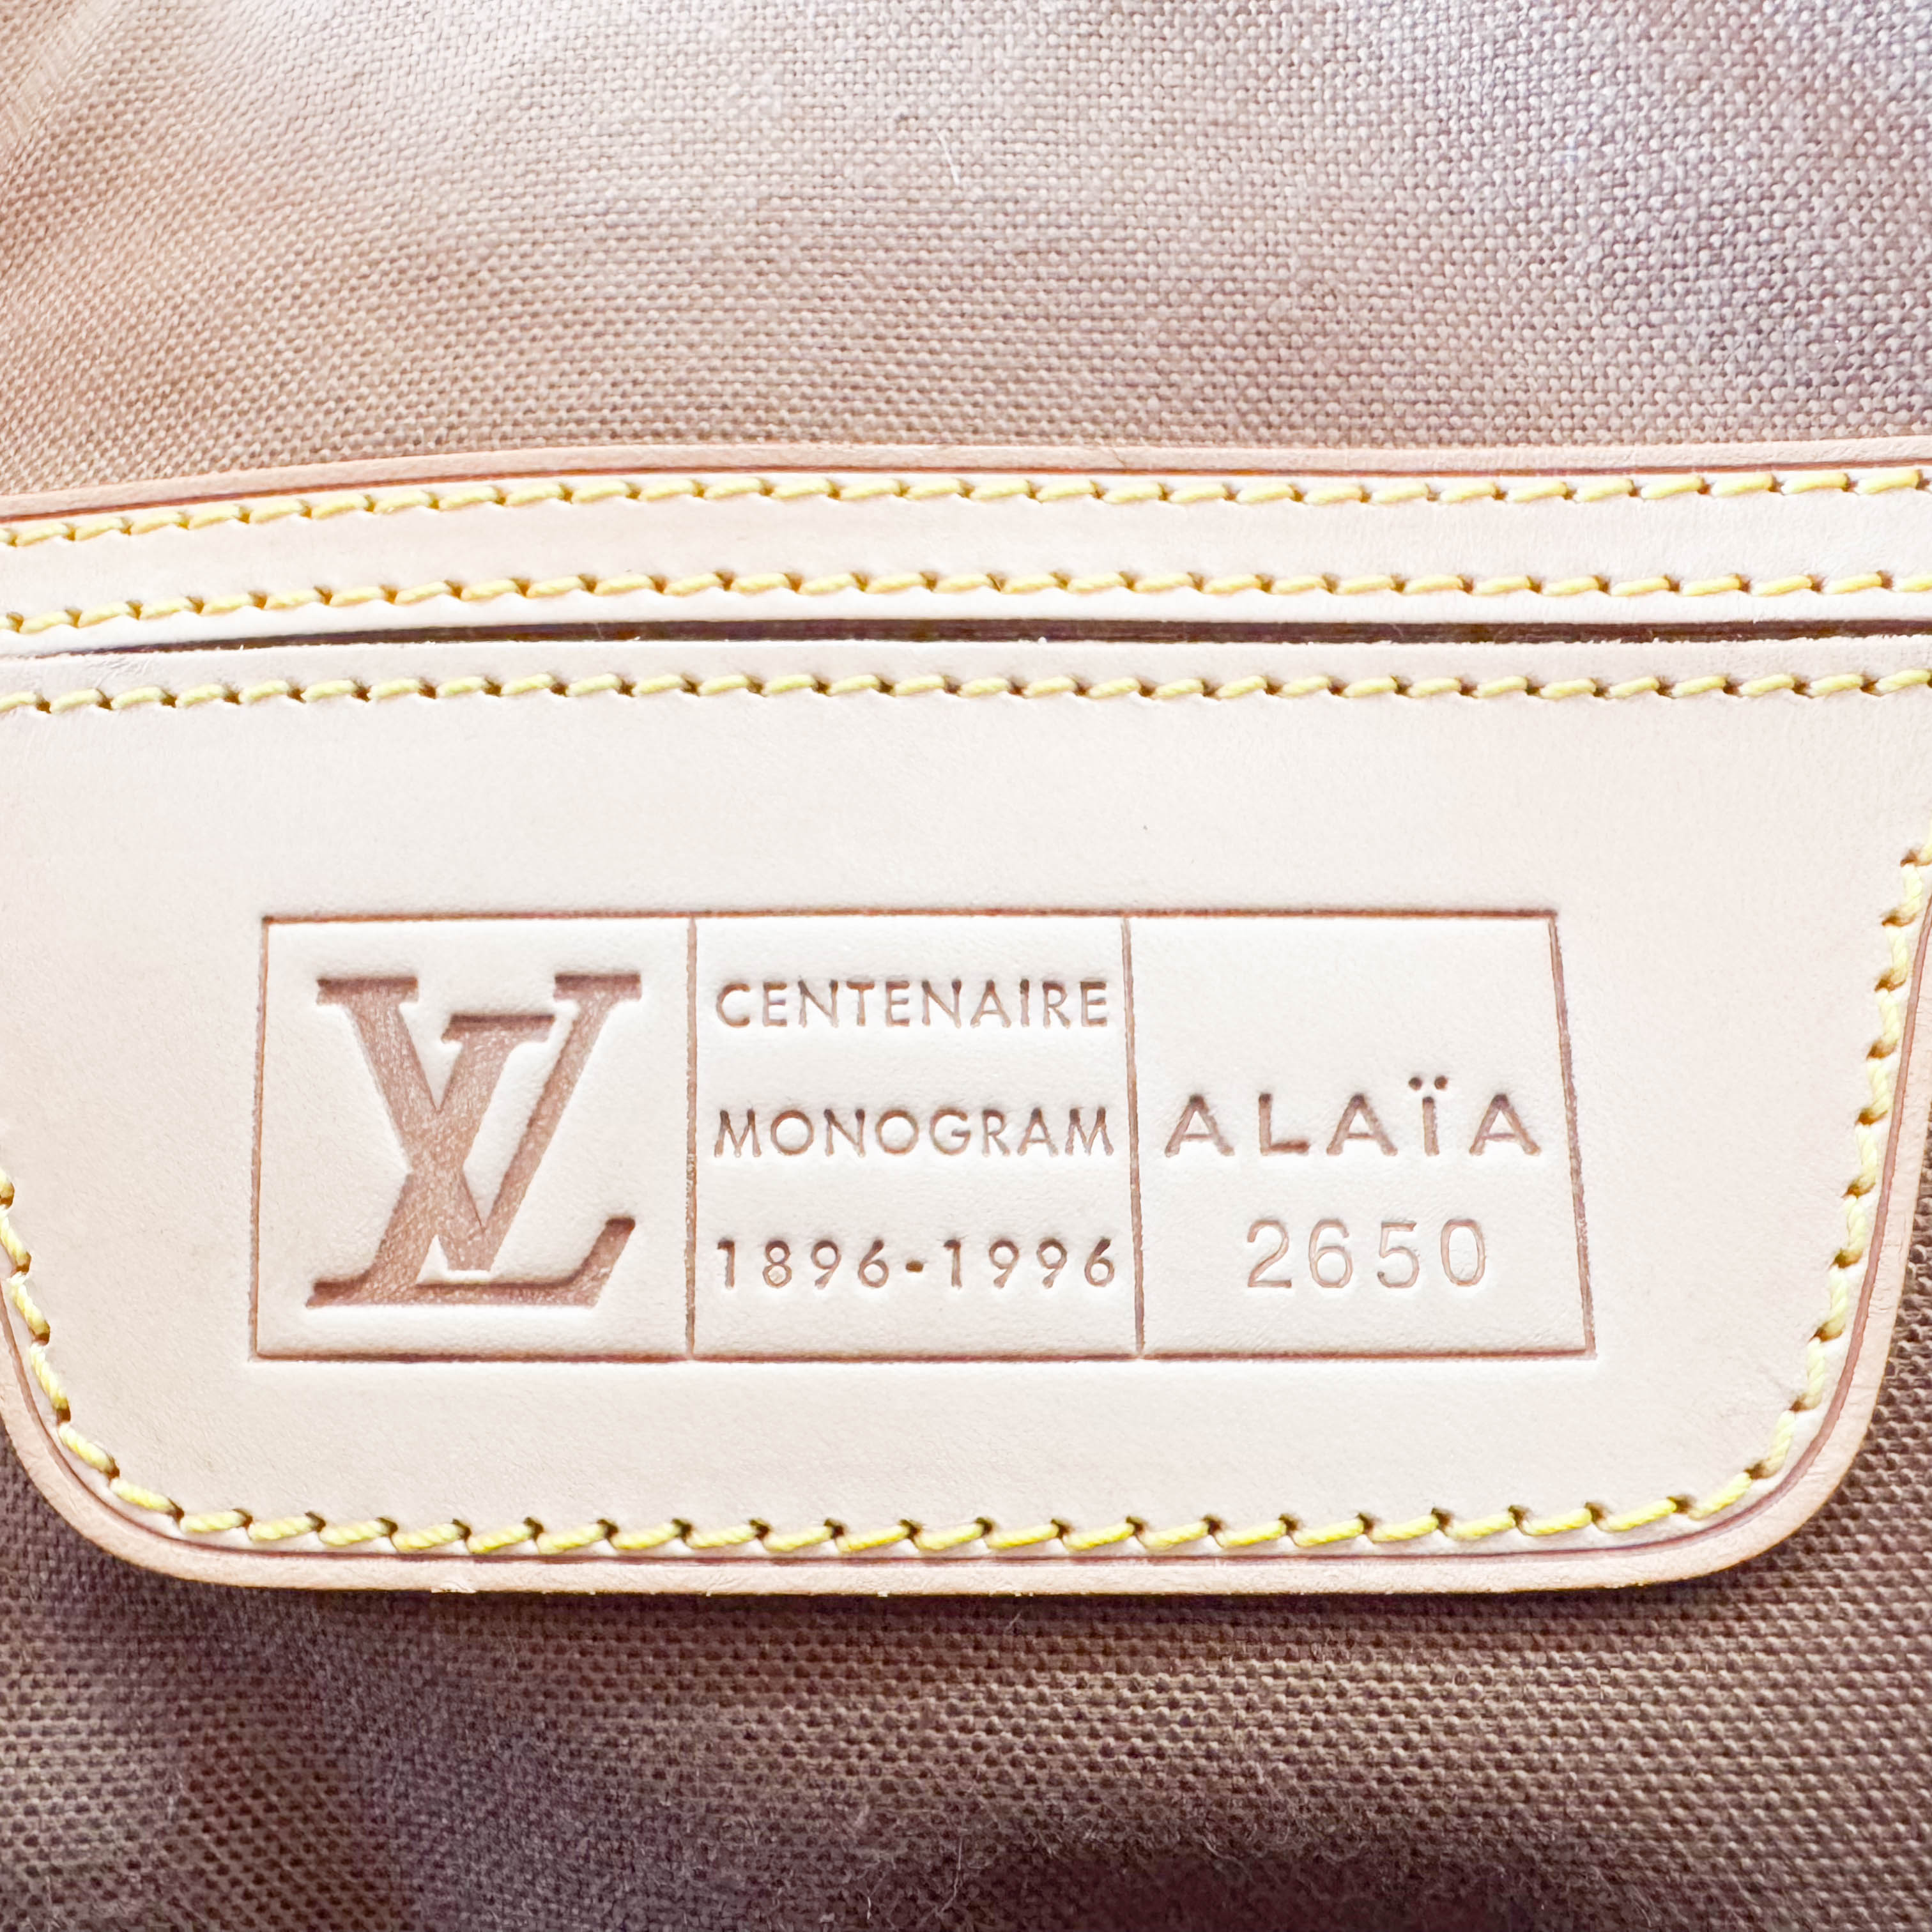 LV
CENTENAIRE
MONOGRAM
1896-1996
ALAÏA
2650